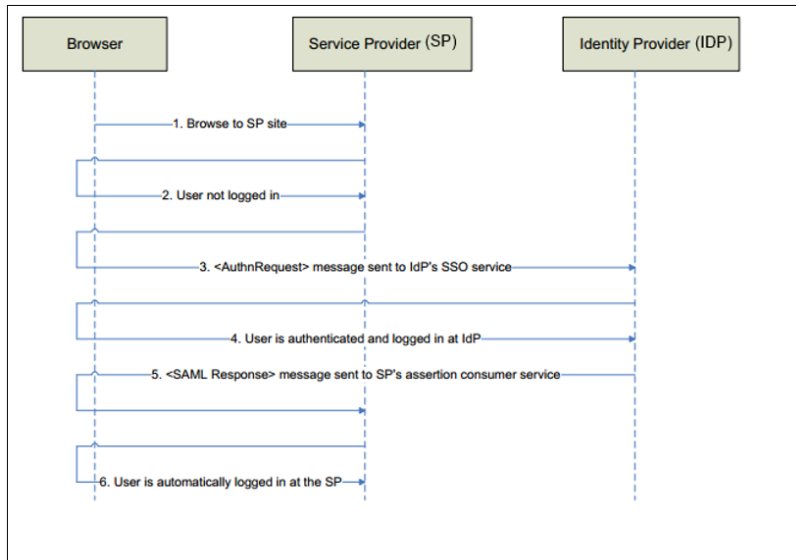 Browser
Service Provider (SP)
Identity Provider (IDP)
1. Browse to SP site
2. User not logged in
3. <AuthnRequest> message sent to IdP's SSO service
4. User is authenticated and logged in at IdP
5. <SAML Response> message sent to SP's assertion consumer service
6. User is automatically logged in at the SP